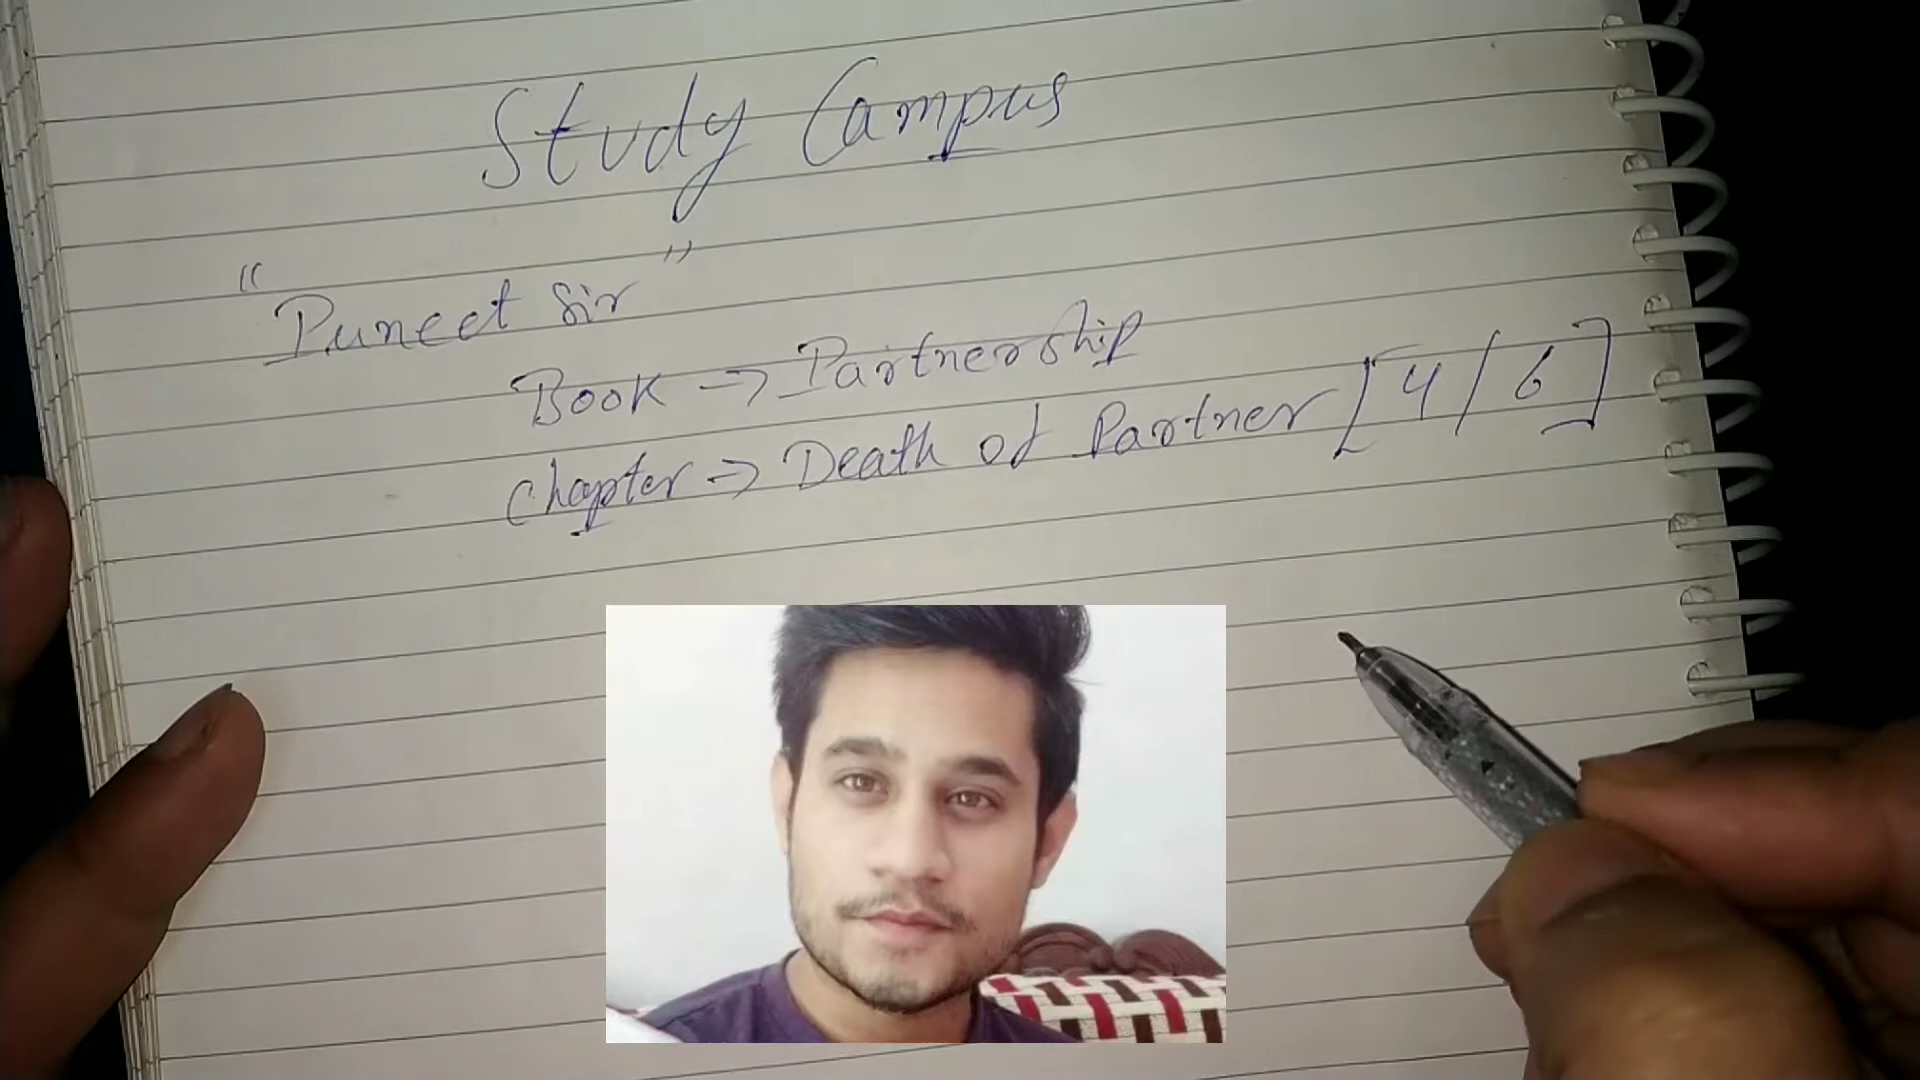 Study Campus
"Puneet Sir"
Book → Partnership
Chapter → Death of Partner [4/6]